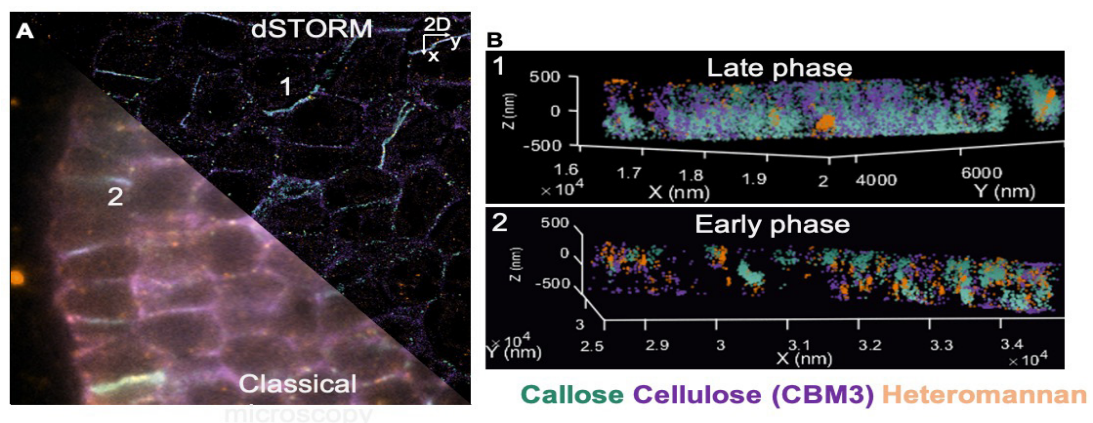 A
dSTORM
2D
y
x
1
2
Classical
microscopy
B
1
Late phase
500
0
-500
Z (nm)
1.6
× 10⁴
1.7
1.8
1.9
2
4000
6000
X (nm)
Y (nm)
2
Early phase
500
0
-500
Z (nm)
3
× 10⁴
Y (nm)
2.5
2.9
3
3.1
3.2
3.3
3.4
X (nm)
× 10⁴
Callose Cellulose (CBM3) Heteromannan